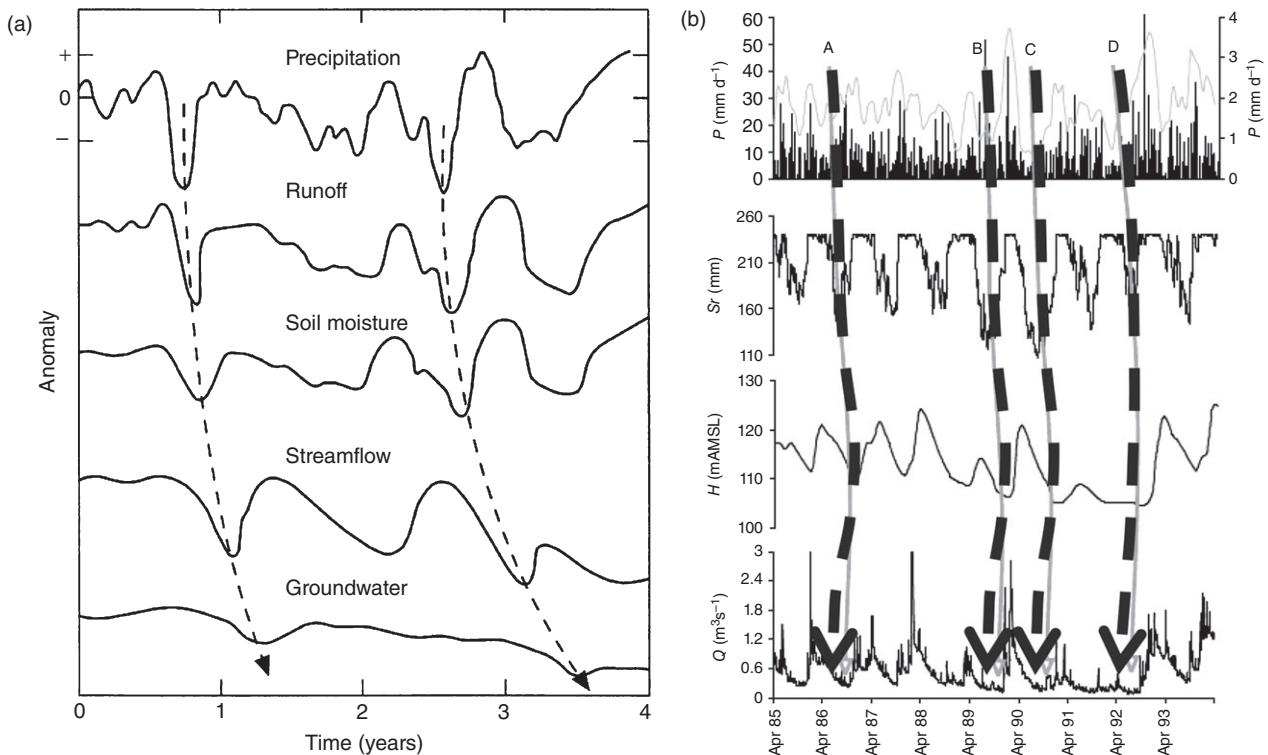 (a)
+
0
−
Precipitation
Runoff
Soil moisture
Streamflow
Groundwater
Anomaly
0 1 2 3 4
Time (years)
(b)
A B C D
60
50
40
30
20
10
0
P (mm d⁻¹)
4
3
2
1
0
P (mm d⁻¹)
260
210
160
110
Sr (mm)
130
120
110
100
H (mAMSL)
3
2.4
1.8
1.2
0.6
0
Q (m³s⁻¹)
Apr 85
Apr 86
Apr 87
Apr 88
Apr 89
Apr 90
Apr 91
Apr 92
Apr 93